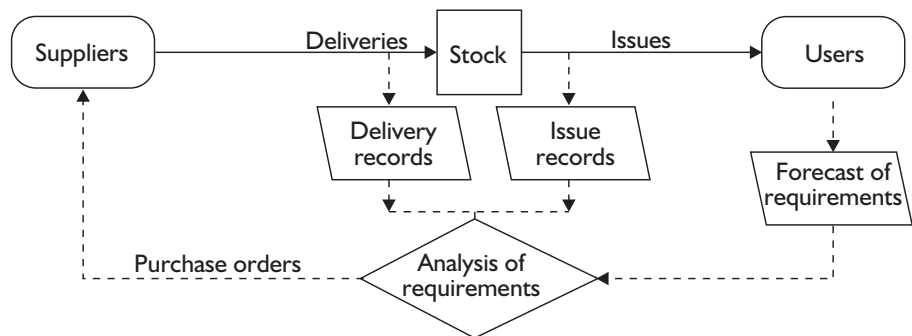 Suppliers
Deliveries
Stock
Issues
Users
Delivery
records
Issue
records
Forecast of
requirements
Purchase orders
Analysis of
requirements